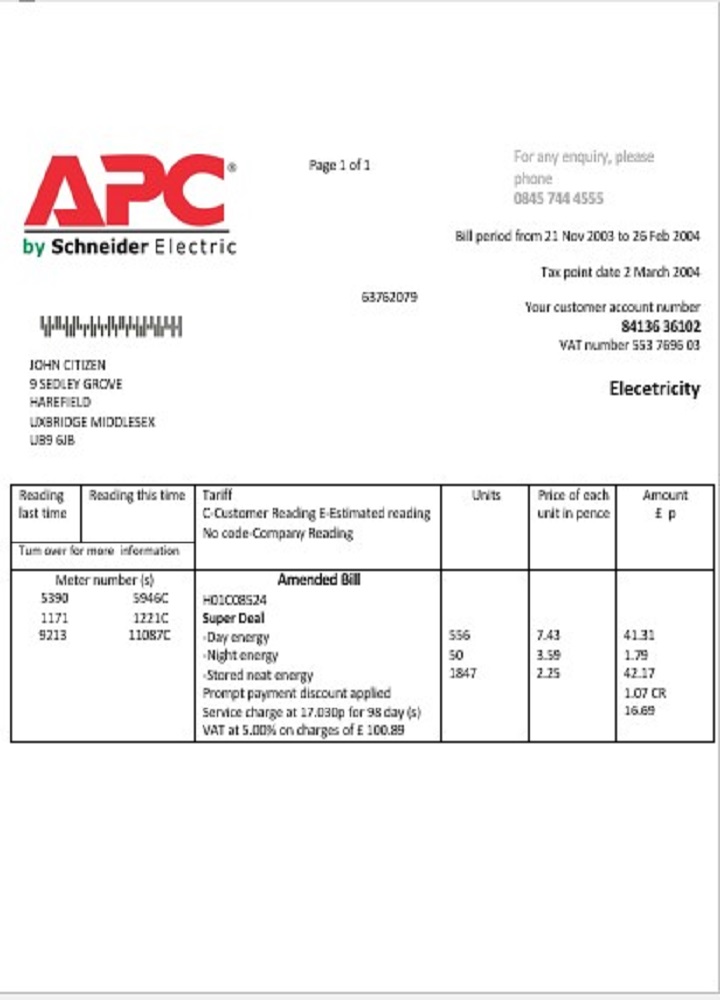 APC®
by Schneider Electric
Page 1 of 1
For any enquiry, please
phone
0845 744 4555
Bill period from 21 Nov 2003 to 26 Feb 2004
Tax point date 2 March 2004
63762079
Your customer account number
84136 36102
VAT number 553 7696 03
JOHN CITIZEN
9 SEDLEY GROVE
HAREFIELD
UXBRIDGE MIDDLESEX
UB9 6JB
Elecetricity
Reading last time
Reading this time
Turn over for more information
Tariff
C-Customer Reading E-Estimated reading
No code-Company Reading
Units
Price of each unit in pence
Amount
£ p
Meter number (s)
Amended Bill
5390 5946C H01C08524
1171 1221C Super Deal
9213 11087C -Day energy 556 7.43 41.31
-Night energy 50 3.59 1.79
-Stored neat energy 1847 2.25 42.17
Prompt payment discount applied 1.07 CR
Service charge at 17.030p for 98 day (s) 16.69
VAT at 5.00% on charges of £ 100.89